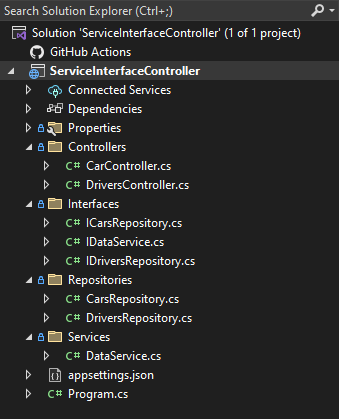 Search Solution Explorer (Ctrl+;)
Solution 'ServiceInterfaceController' (1 of 1 project)
GitHub Actions
ServiceInterfaceController
Connected Services
Dependencies
Properties
Controllers
C# CarController.cs
C# DriversController.cs
Interfaces
C# ICarsRepository.cs
C# IDataService.cs
C# IDriversRepository.cs
Repositories
C# CarsRepository.cs
C# DriversRepository.cs
Services
C# DataService.cs
appsettings.json
C# Program.cs